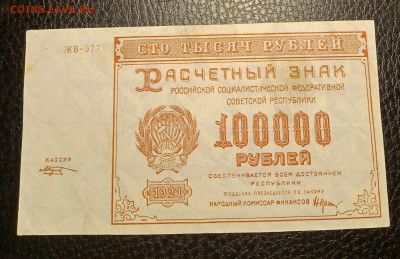 COINS.LAVE.RU
ЖБ-077
СТО ТЫСЯЧ РУБЛЕЙ
РАСЧЕТНЫЙ ЗНАК
РОССИЙСКОЙ СОЦИАЛИСТИЧЕСКОЙ ФЕДЕРАТИВНОЙ
СОВЕТСКОЙ РЕСПУБЛИКИ
100000
РУБЛЕЙ
ОБЕСПЕЧИВАЕТСЯ ВСЕМ ДОСТОЯНИЕМ
РЕСПУБЛИКИ
ПОДДЕЛКА ПРЕСЛЕДУЕТСЯ ПО ЗАКОНУ
НАРОДНЫЙ КОМИССАР ФИНАНСОВ
КАССИР
1921